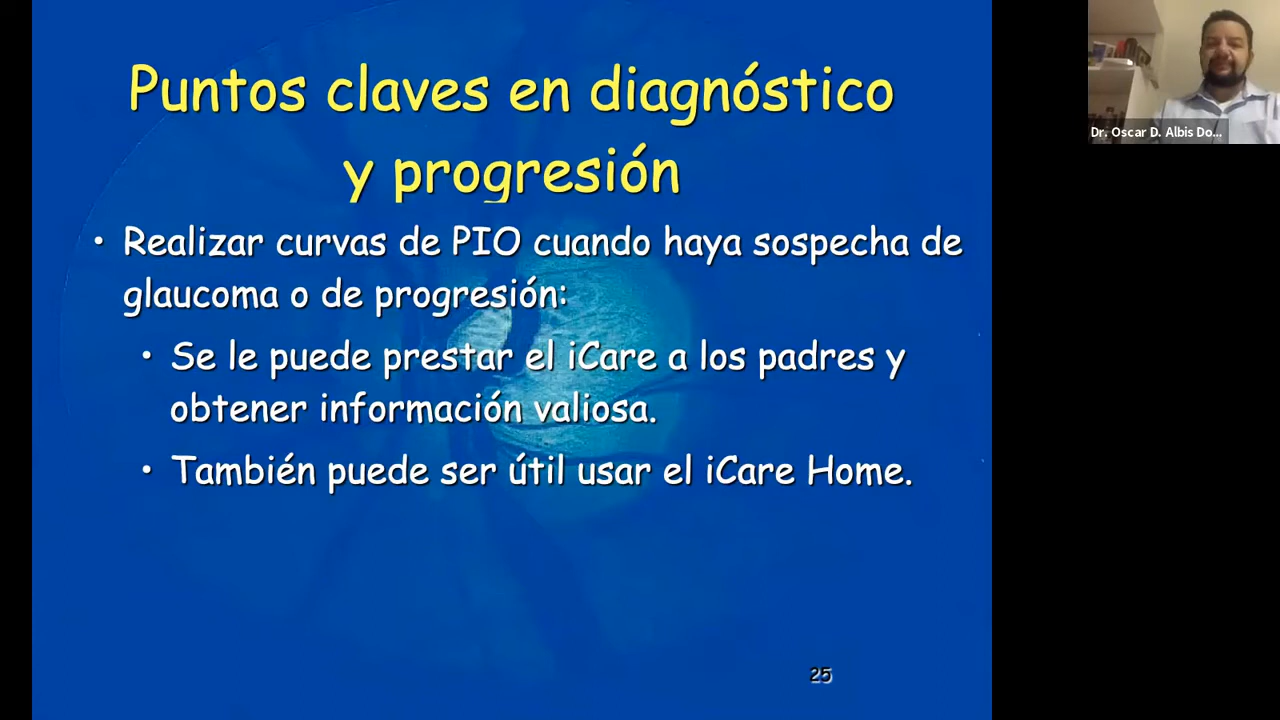 Puntos claves en diagnóstico
y progresión
• Realizar curvas de PIO cuando haya sospecha de
glaucoma o de progresión:
• Se le puede prestar el iCare a los padres y
obtener información valiosa.
• También puede ser útil usar el iCare Home.
25
Dr. Oscar D. Albis Do...